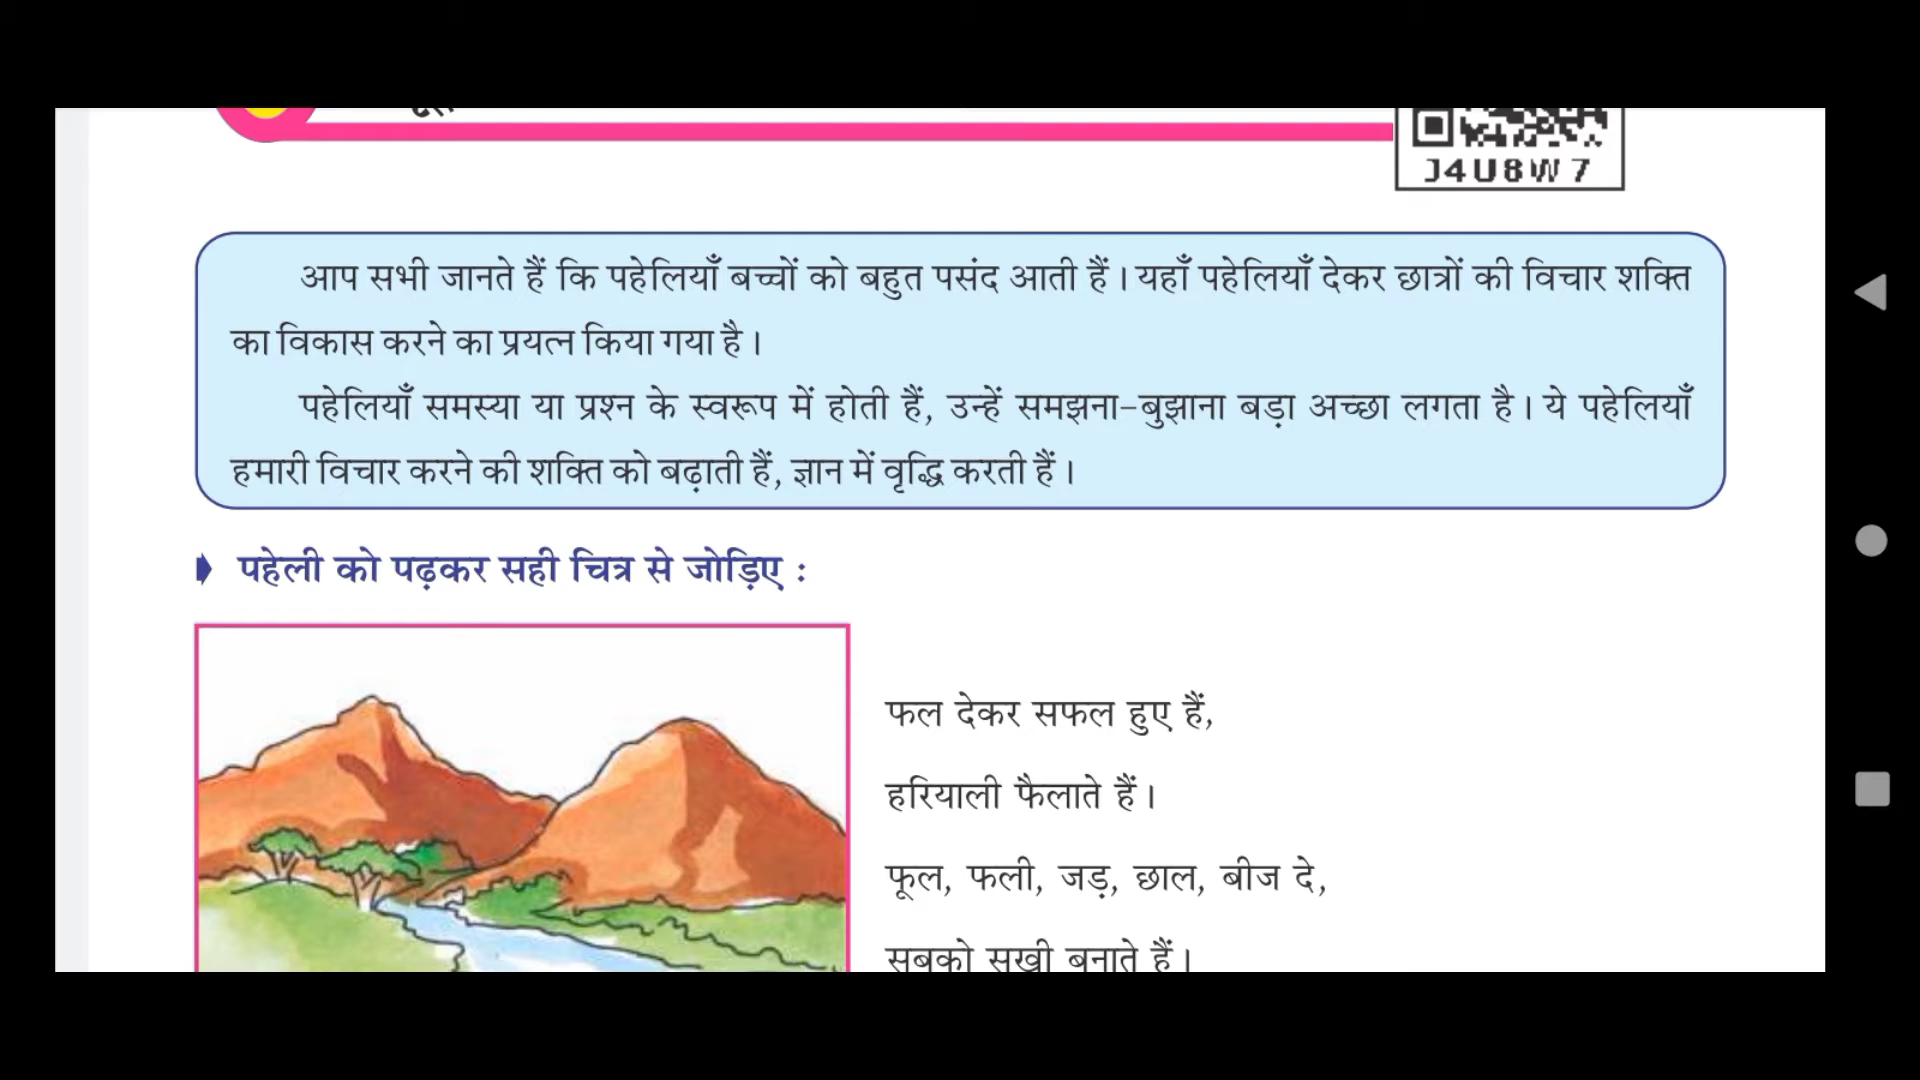 J4U8W7
आप सभी जानते हैं कि पहेलियाँ बच्चों को बहुत पसंद आती हैं। यहाँ पहेलियाँ देकर छात्रों की विचार शक्ति
का विकास करने का प्रयत्न किया गया है।
पहेलियाँ समस्या या प्रश्न के स्वरूप में होती हैं, उन्हें समझना-बुझाना बड़ा अच्छा लगता है। ये पहेलियाँ
हमारी विचार करने की शक्ति को बढ़ाती हैं, ज्ञान में वृद्धि करती हैं।
पहेली को पढ़कर सही चित्र से जोड़िए :
फल देकर सफल हुए हैं,
हरियाली फैलाते हैं।
फूल, फली, जड़, छाल, बीज दे,
सबको सुखी बनाते हैं।